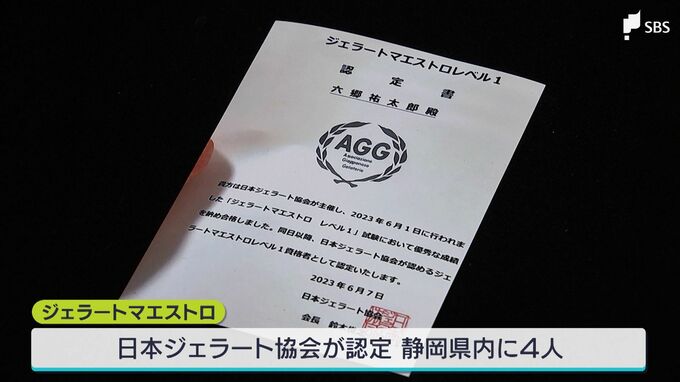 SBS
ジェラートマエストロレベル1
認定書
六郷祐太郎殿
AGG
Associazione
Giapponese
Gelateria
貴方は日本ジェラート協会が主催し、2023年6月1日に行われま
した「ジェラートマエストロ レベル1」試験において優秀な成績
を納め合格しました。同日以降、日本ジェラート協会が認めるジェ
ラートマエストロレベル1資格者として認定いたします。
2023年6月7日
日本ジェラート協会
会長 鈴木
ジェラートマエストロ
日本ジェラート協会が認定 静岡県内に4人